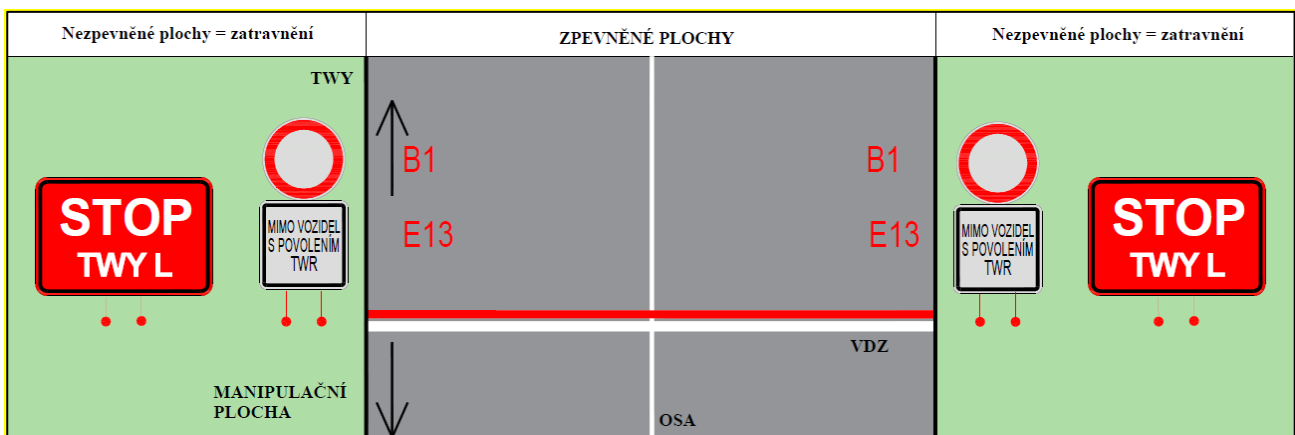 Nezpevněné plochy = zatravnění
ZPEVNĚNÉ PLOCHY
Nezpevněné plochy = zatravnění
TWY
B1
B1
STOP
TWY L
MIMO VOZIDEL
S POVOLENÍM
TWR
E13
E13
MIMO VOZIDEL
S POVOLENÍM
TWR
STOP
TWY L
VDZ
MANIPULAČNÍ
PLOCHA
OSA